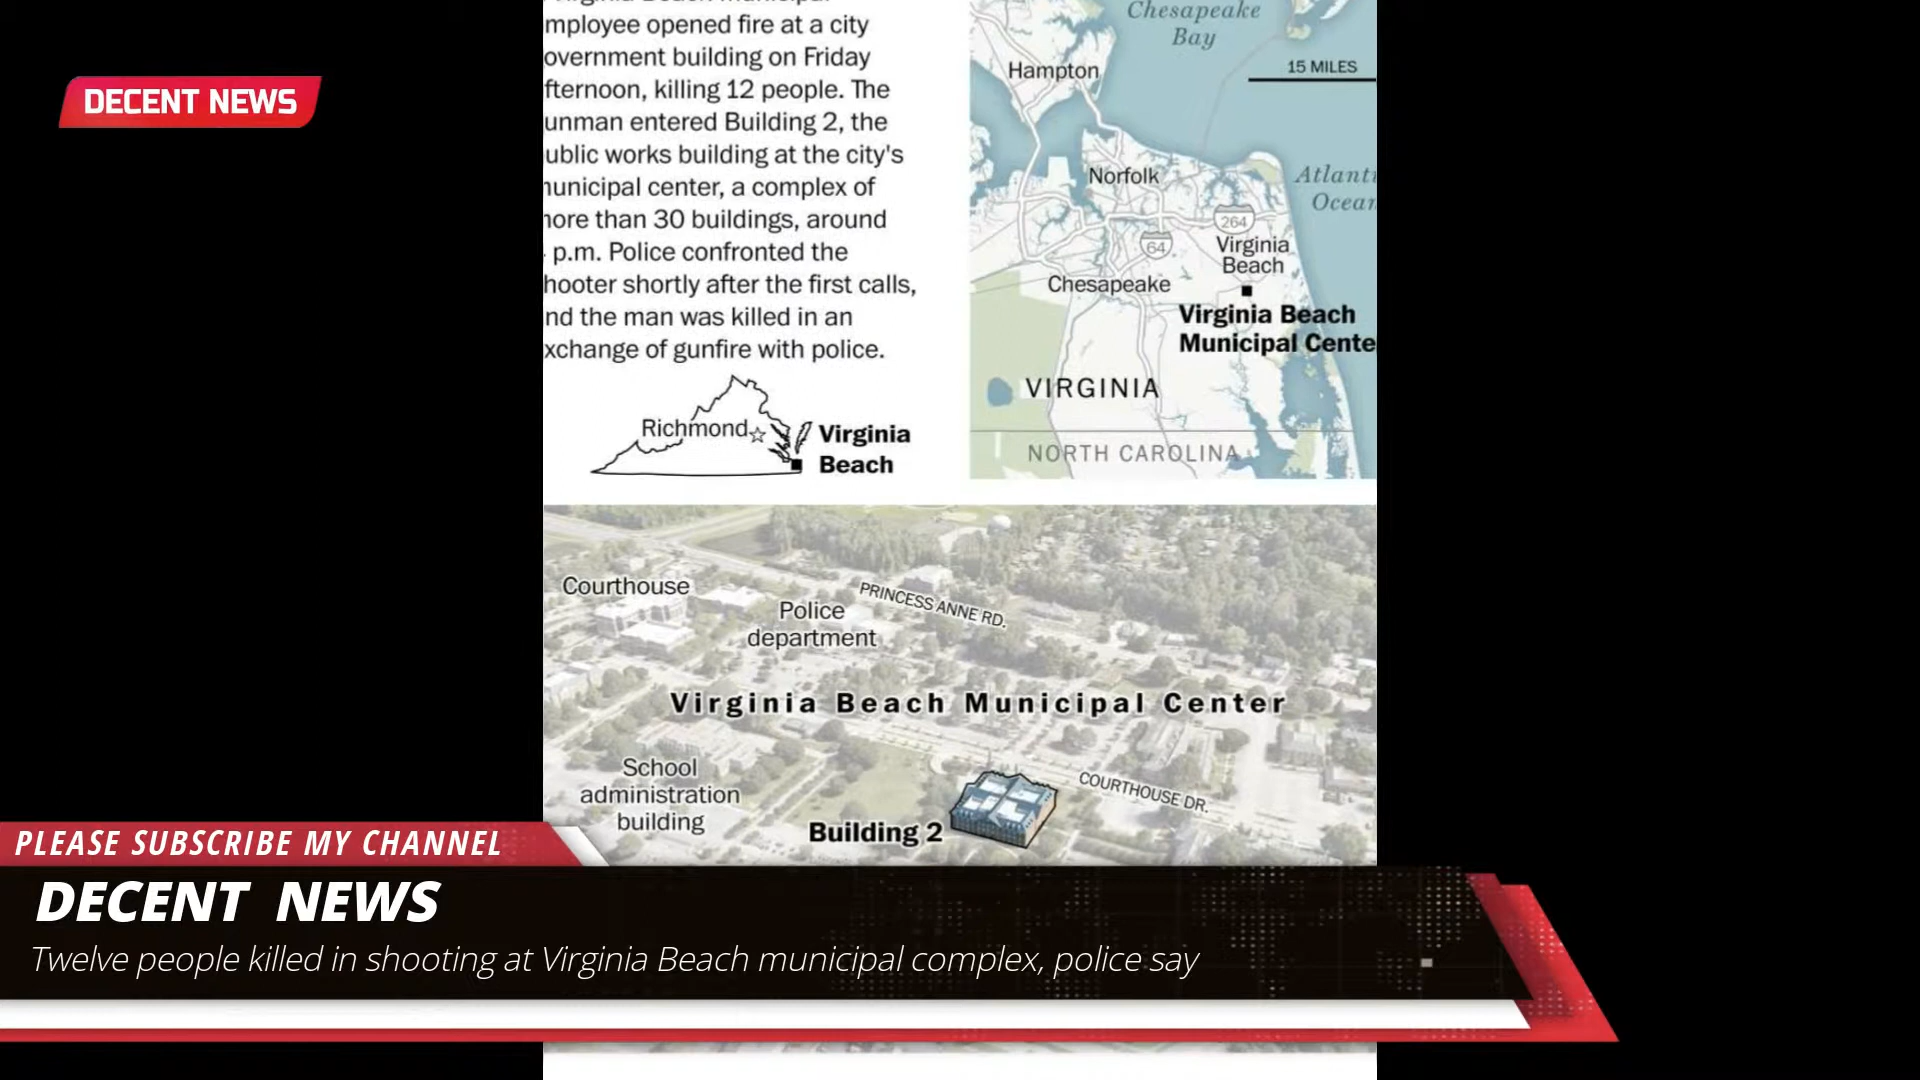 DECENT NEWS
mployee opened fire at a city
overnment building on Friday
fternoon, killing 12 people. The
unman entered Building 2, the
ublic works building at the city's
unicipal center, a complex of
ore than 30 buildings, around
p.m. Police confronted the
hooter shortly after the first calls,
nd the man was killed in an
xchange of gunfire with police.
Richmond
Virginia
Beach
Chesapeake
Bay
Hampton
15 MILES
Norfolk
Atlanti
Ocean
264
64
Virginia
Beach
Chesapeake
Virginia Beach
Municipal Cente
VIRGINIA
NORTH CAROLINA
Courthouse
Police
department
PRINCESS ANNE RD.
Virginia Beach Municipal Center
School
administration
building
COURTHOUSE DR.
Building 2
PLEASE SUBSCRIBE MY CHANNEL
DECENT NEWS
Twelve people killed in shooting at Virginia Beach municipal complex, police say